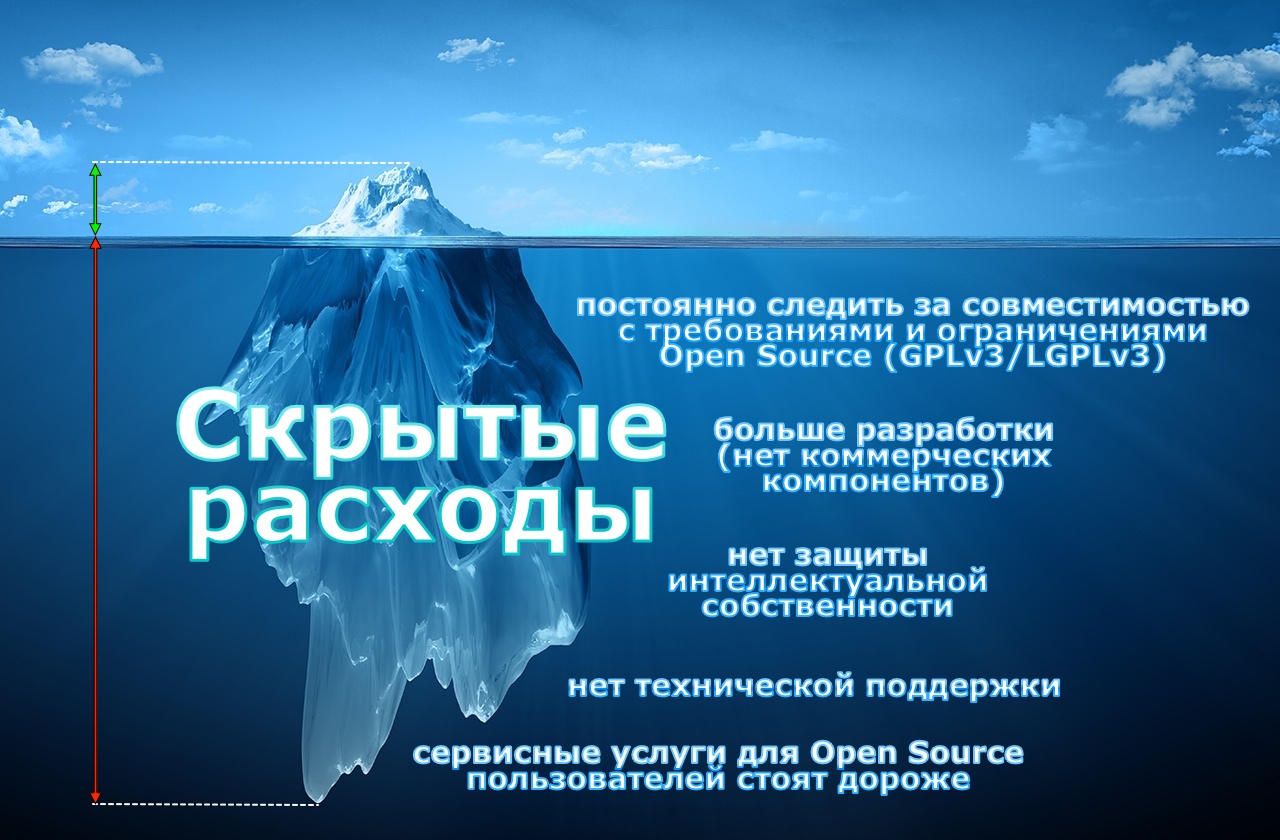 постоянно следить за совместимостью
с требованиями и ограничениями
Open Source (GPLv3/LGPLv3)
Скрытые
расходы
больше разработки
(нет коммерческих
компонентов)
нет защиты
интеллектуальной
собственности
нет технической поддержки
сервисные услуги для Open Source
пользователей стоят дороже